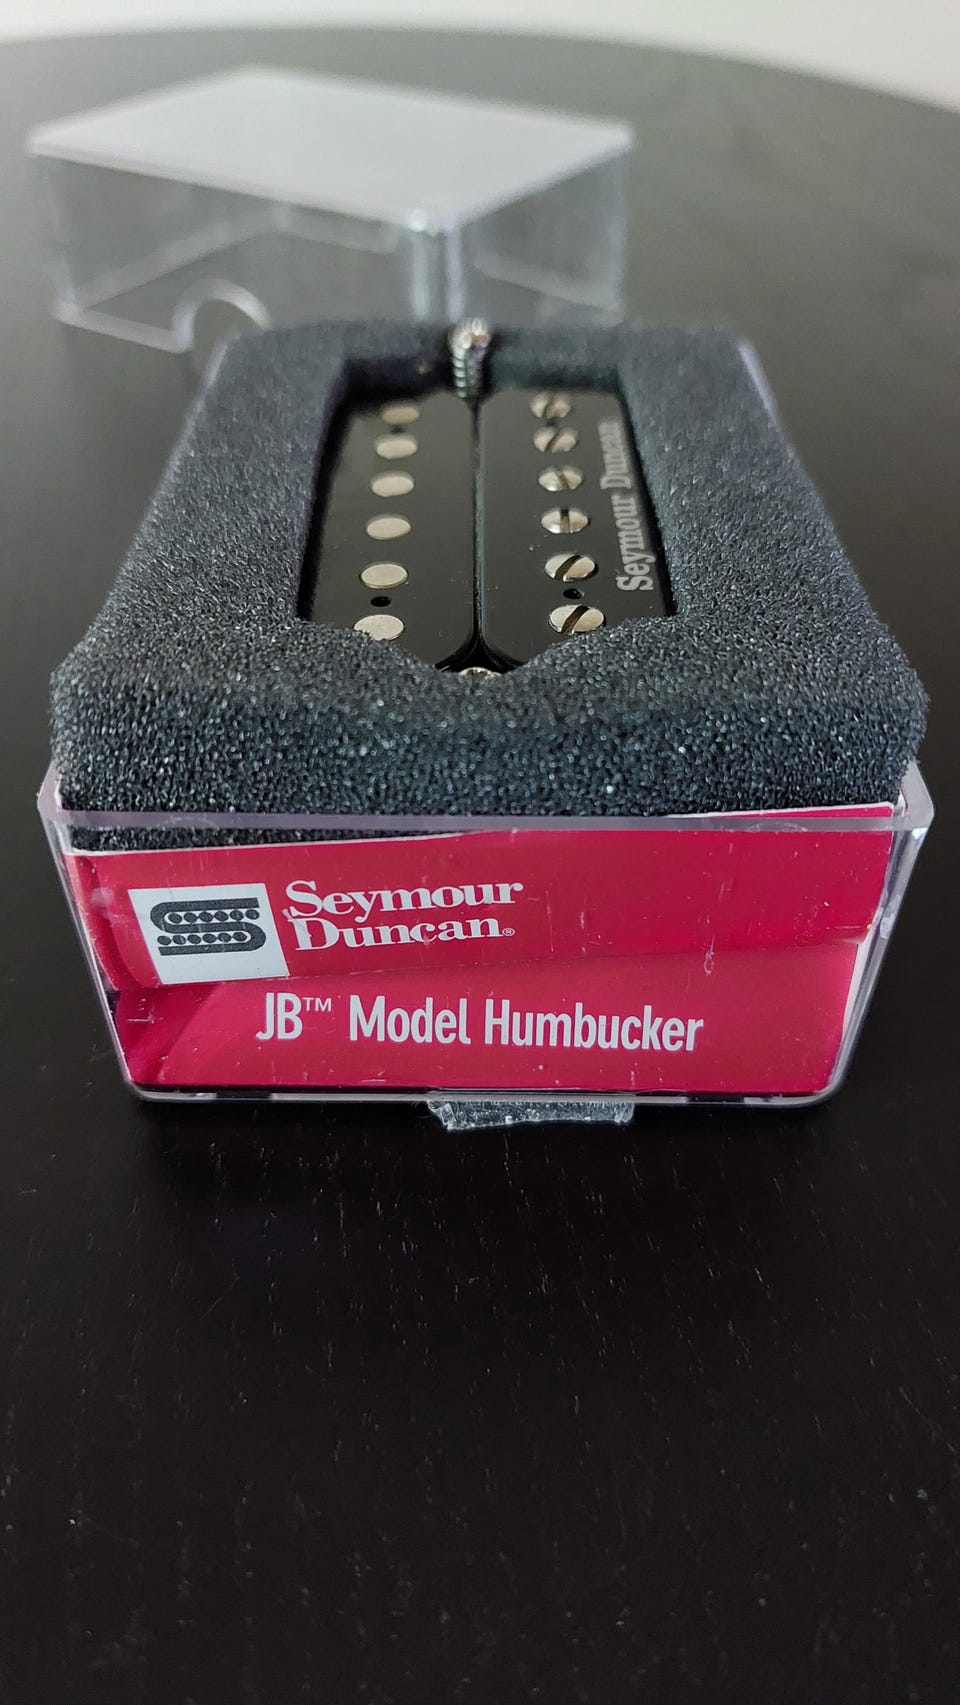 Seymour Duncan
Seymour
Duncan®
JB™ Model Humbucker